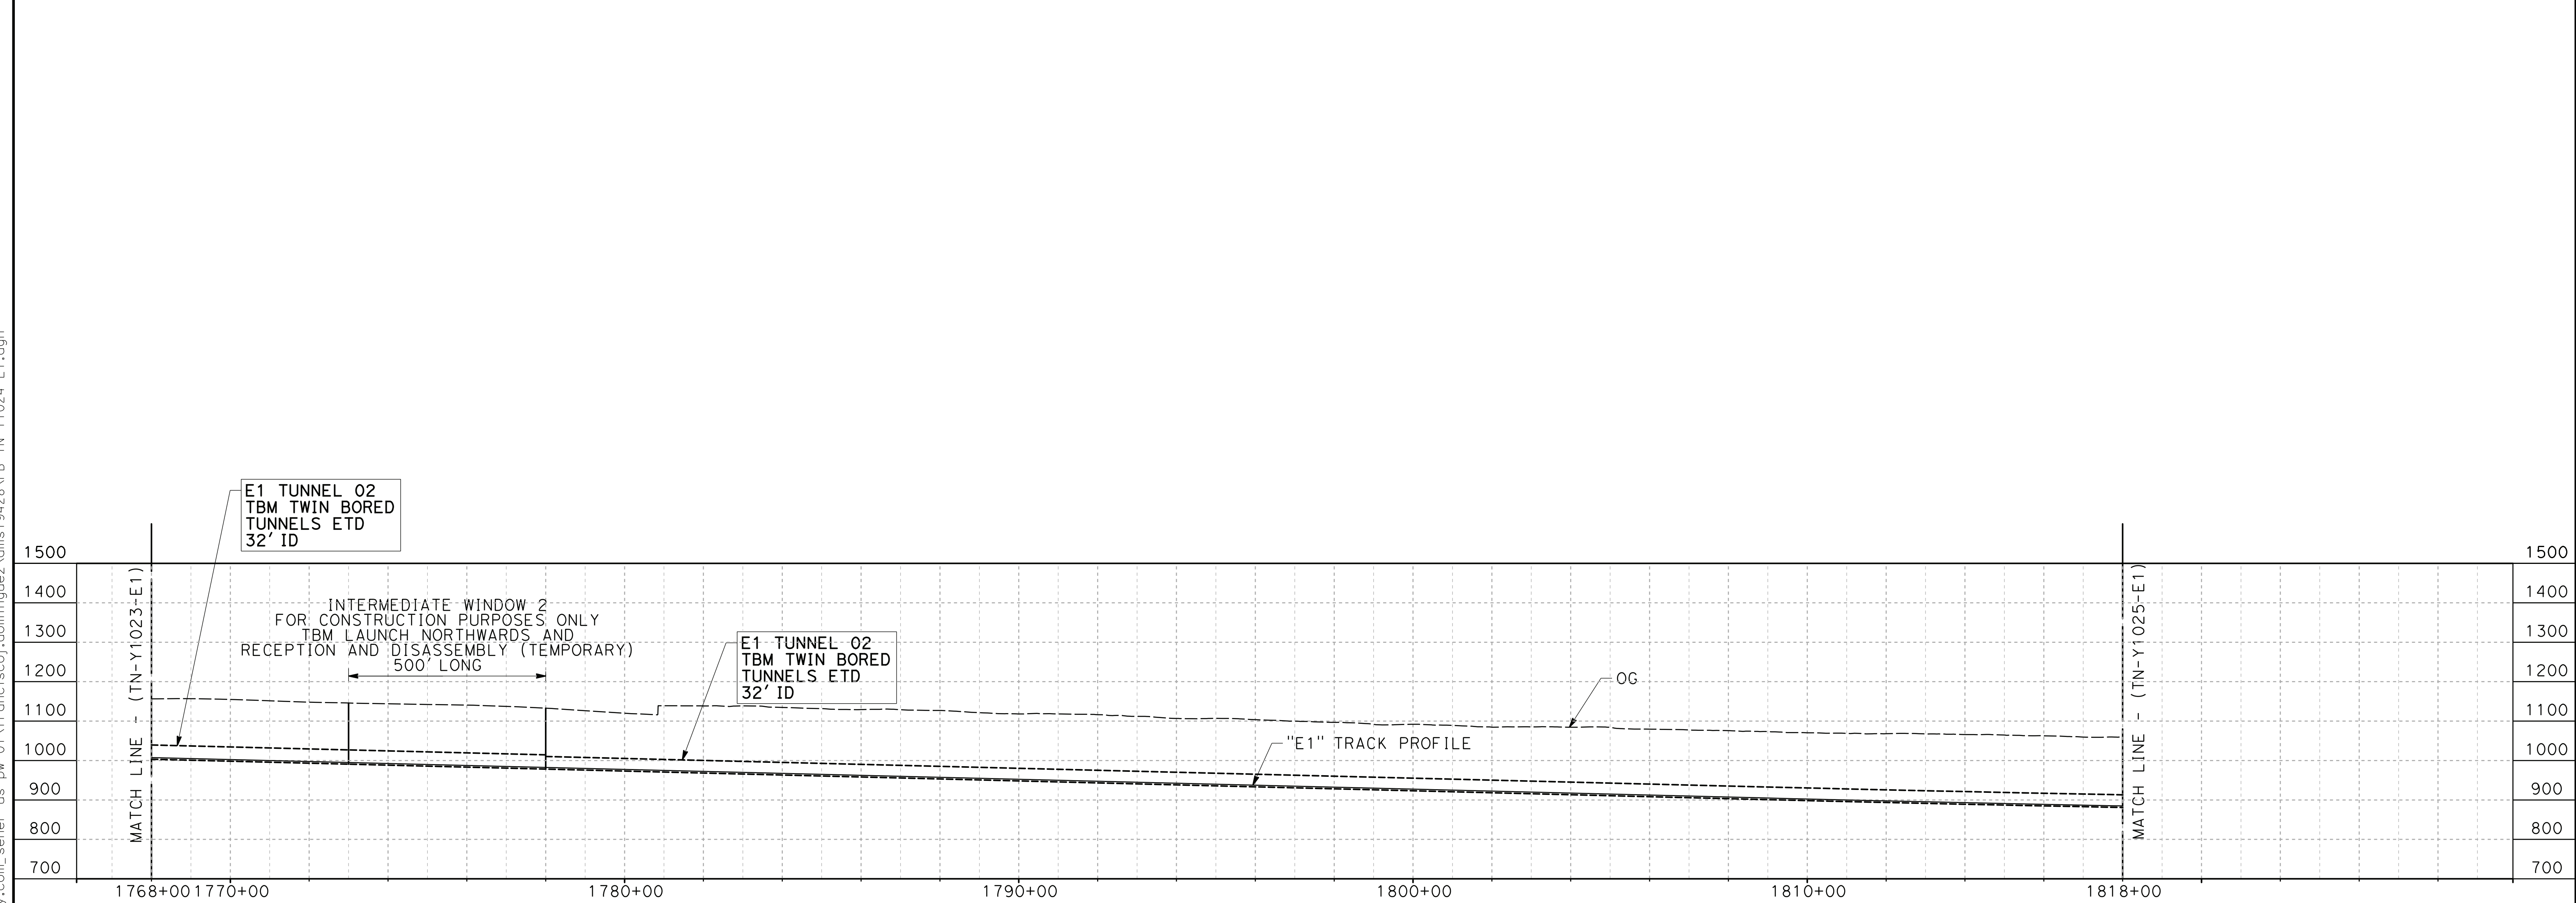 E1 TUNNEL 02
TBM TWIN BORED
TUNNELS ETD
32' ID
1500
1400
1300
1200
1100
1000
900
800
700
MATCH LINE - (TN-Y1023-E1)
INTERMEDIATE WINDOW 2
FOR CONSTRUCTION PURPOSES ONLY
TBM LAUNCH NORTHWARDS AND
RECEPTION AND DISASSEMBLY (TEMPORARY)
500' LONG
E1 TUNNEL 02
TBM TWIN BORED
TUNNELS ETD
32' ID
OG
"E1" TRACK PROFILE
MATCH LINE - (TN-Y1025-E1)
1500
1400
1300
1200
1100
1000
900
800
700
1768+00 1770+00 1780+00 1790+00 1800+00 1810+00 1818+00